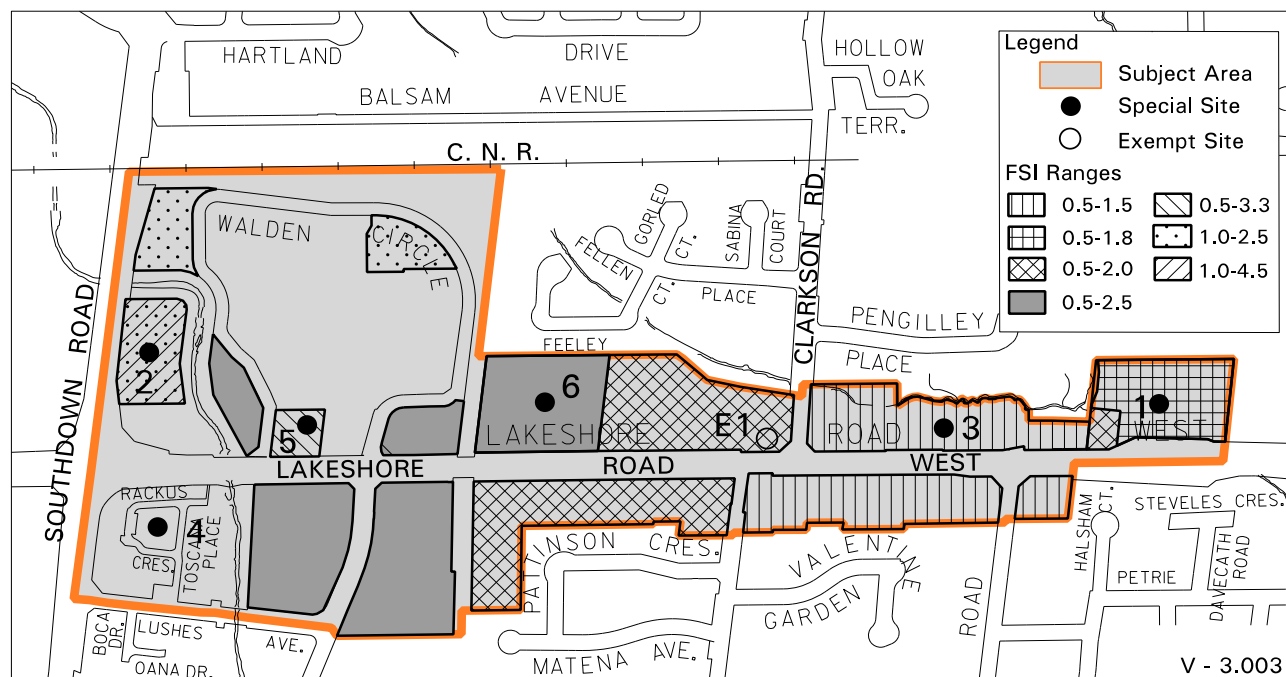 HARTLAND DRIVE
HOLLOW
OAK
TERR.
BALSAM AVENUE
C. N. R.
CLARKSON RD.
Legend
Subject Area
Special Site
Exempt Site
FSI Ranges
0.5-1.5
0.5-3.3
0.5-1.8
1.0-2.5
0.5-2.0
1.0-4.5
0.5-2.5
WALDEN CIRCLE
GORLED
CT.
SABINA
COURT
FELLEN
CT.
PLACE
SOUTHDOWN ROAD
PENGILLEY
PLACE
FEELEY
2
6
5
E1
3
1
LAKESHORE ROAD WEST
LAKESHORE ROAD WEST
RACKUS
CRES.
4
TOSCAN
PLACE
PATTINSON CRES.
VALENTINE
GARDEN
ROAD
HALSHAM
CT.
STEVELES CRES.
DAVECATH
ROAD
PETRIE
BOCA
DR.
LUSHES AVE.
OANA DR.
MATENA AVE.
V - 3.003